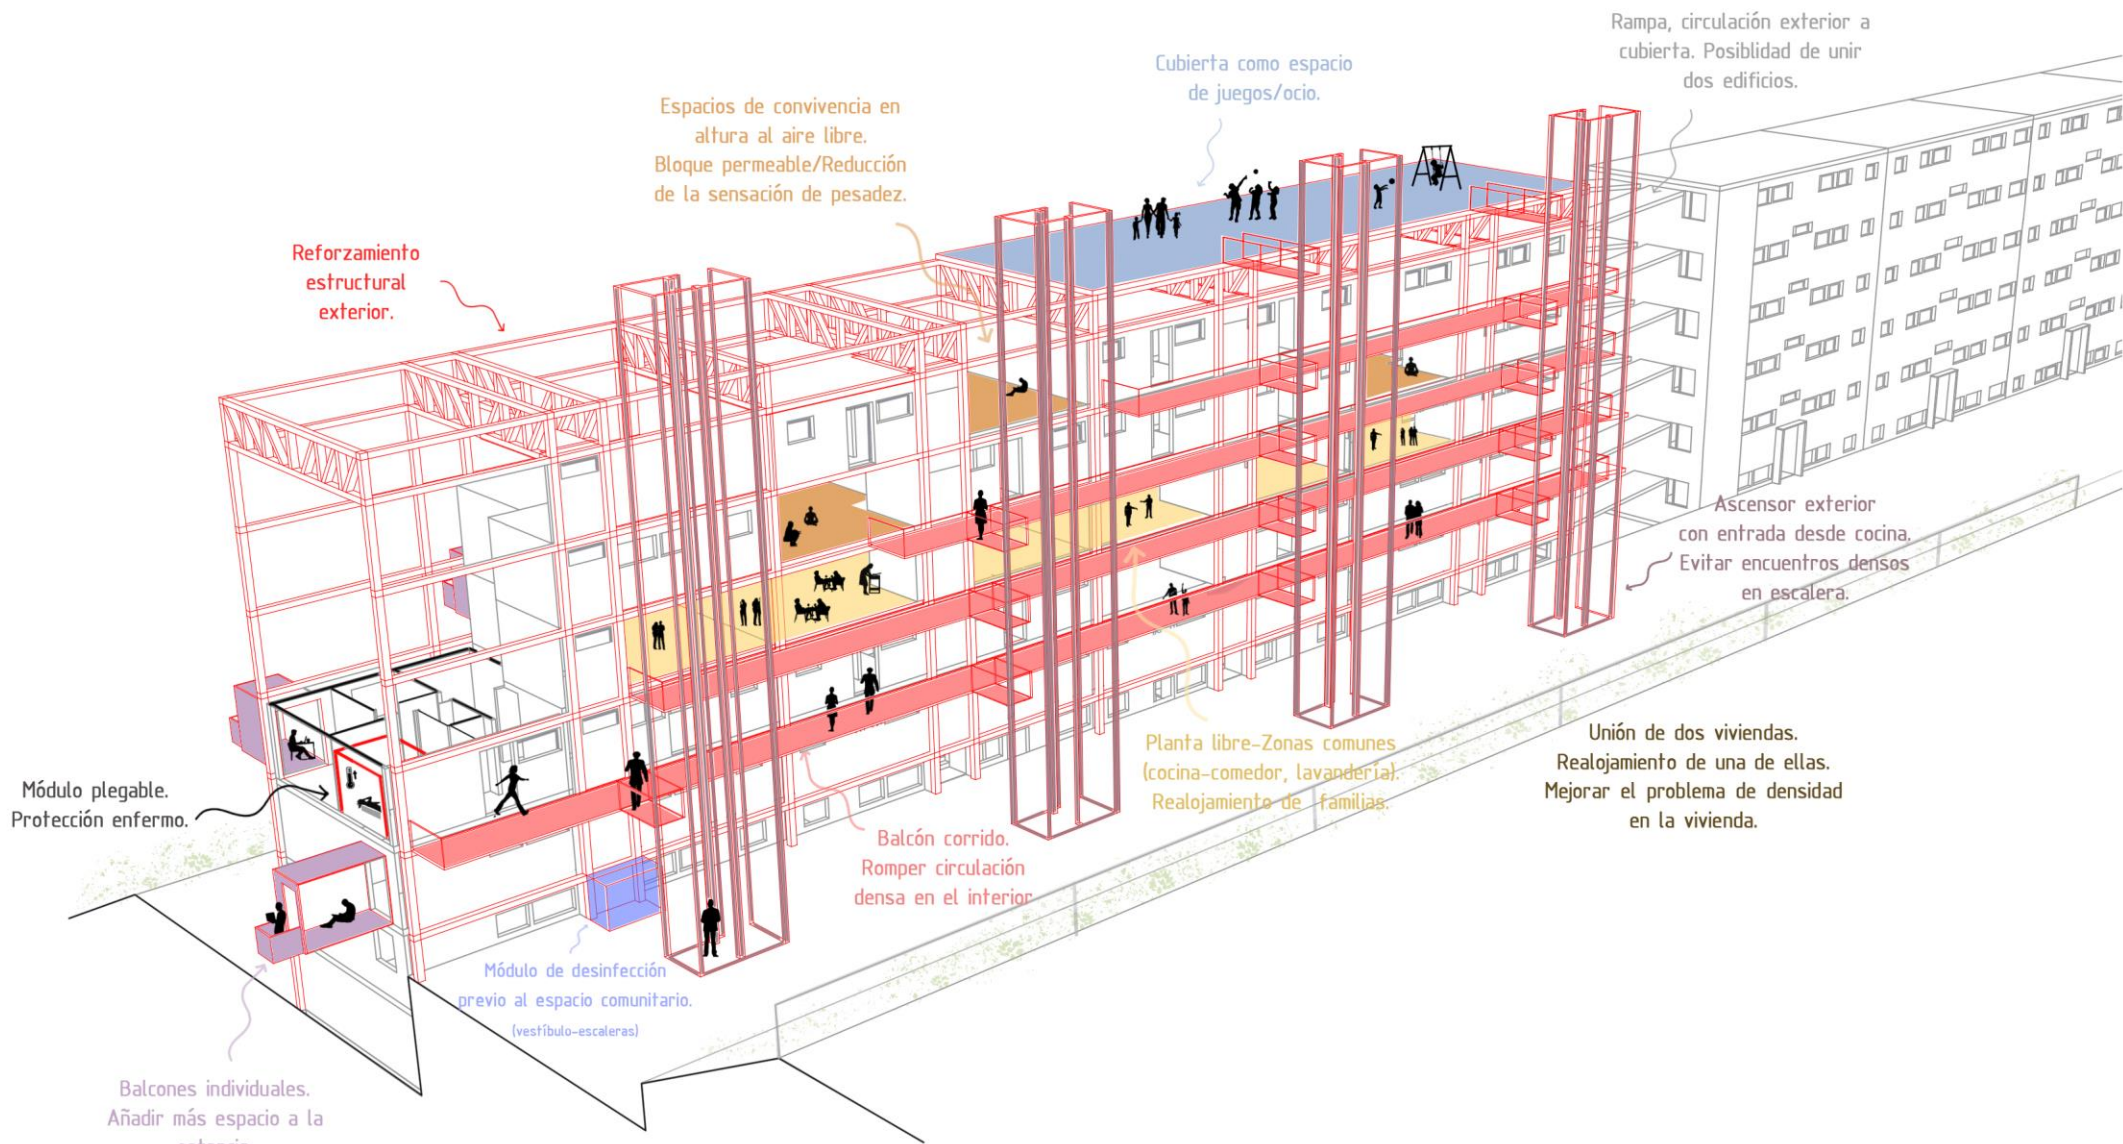 Rampa, circulación exterior a
cubierta. Posiblidad de unir
dos edificios.
Cubierta como espacio
de juegos/ocio.
Espacios de convivencia en
altura al aire libre.
Bloque permeable/Reducción
de la sensación de pesadez.
Reforzamiento
estructural
exterior.
Ascensor exterior
con entrada desde cocina.
Evitar encuentros densos
en escalera.
Unión de dos viviendas.
Realojamiento de una de ellas.
Mejorar el problema de densidad
en la vivienda.
Planta libre-Zonas comunes
(cocina-comedor, lavandería).
Realojamiento de familias.
Módulo plegable.
Protección enfermo.
Balcón corrido.
Romper circulación
densa en el interior
Módulo de desinfección
previo al espacio comunitario.
(vestíbulo-escaleras)
Balcones individuales.
Añadir más espacio a la